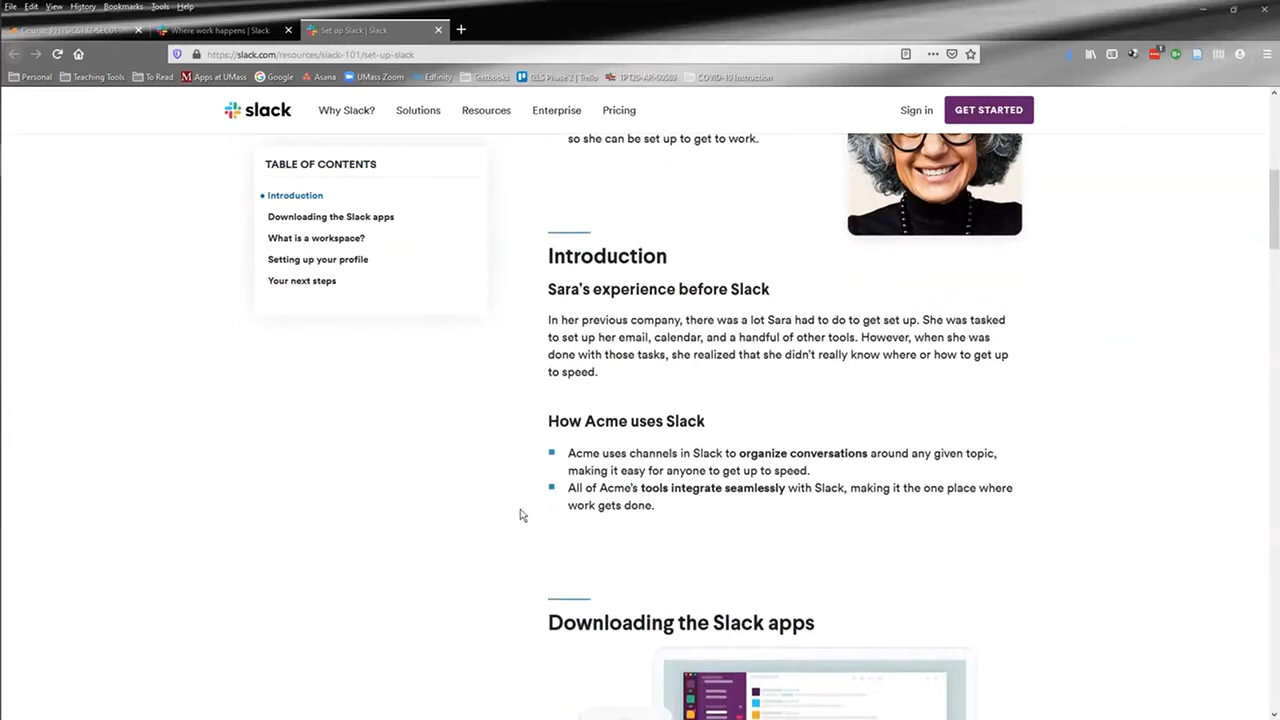 File Edit View History Bookmarks Tools Help
Where work happens | Slack
Set up Slack | Slack
https://slack.com/resources/slack-101/set-up-slack
Personal Teaching Tools To Read Apps at UMass Google Asana UMass Zoom Edfinity Textbooks COVID-19 Instruction
slack Why Slack? Solutions Resources Enterprise Pricing Sign in GET STARTED
so she can be set up to get to work.
TABLE OF CONTENTS
Introduction
Downloading the Slack apps
What is a workspace?
Setting up your profile
Your next steps
Introduction
Sara's experience before Slack
In her previous company, there was a lot Sara had to do to get set up. She was tasked
to set up her email, calendar, and a handful of other tools. However, when she was
done with those tasks, she realized that she didn't really know where or how to get up
to speed.
How Acme uses Slack
Acme uses channels in Slack to organize conversations around any given topic,
making it easy for anyone to get up to speed.
All of Acme's tools integrate seamlessly with Slack, making it the one place where
work gets done.
Downloading the Slack apps